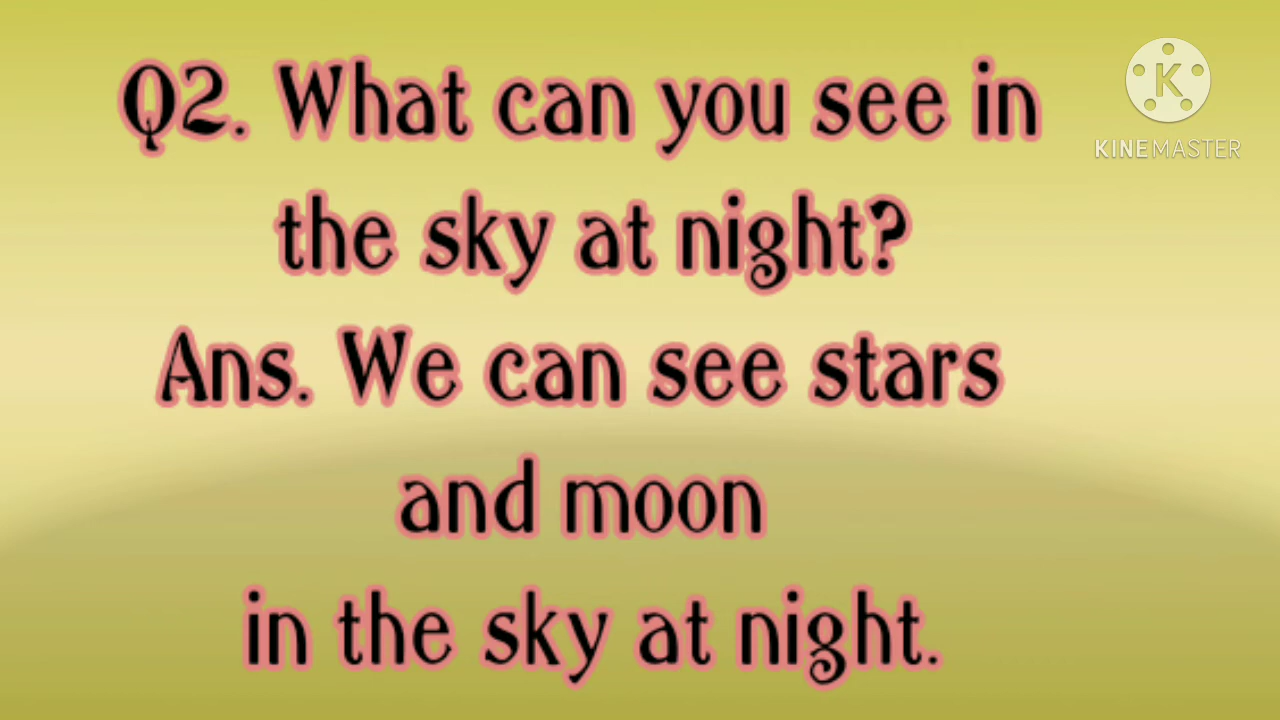 Q2. What can you see in
the sky at night?
Ans. We can see stars
and moon
in the sky at night.
K
KINEMASTER